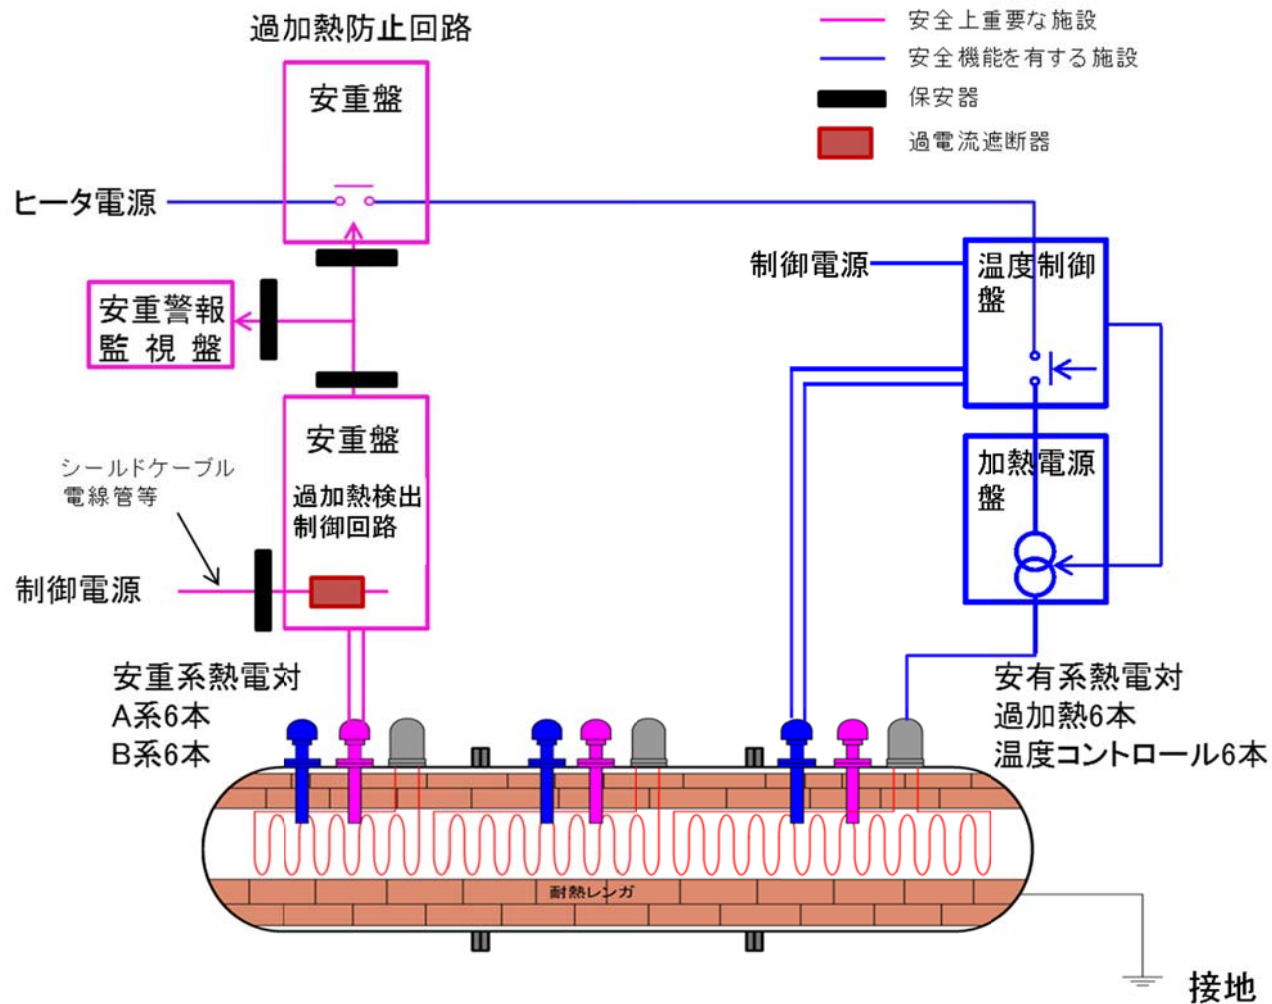 過加熱防止回路
安全上重要な施設
安全機能を有する施設
保安器
過電流遮断器
安重盤
ヒータ電源
制御電源
温度制御
盤
安重警報
監視盤
安重盤
過加熱検出
制御回路
加熱電源
盤
シールドケーブル
電線管等
制御電源
安重系熱電対
A系6本
B系6本
安有系熱電対
過加熱6本
温度コントロール6本
耐熱レンガ
接地